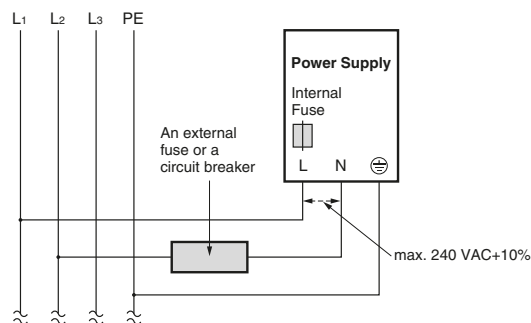 L1 L2 L3 PE
Power Supply
Internal
Fuse
An external
fuse or a
circuit breaker
L N
max. 240 VAC+10%